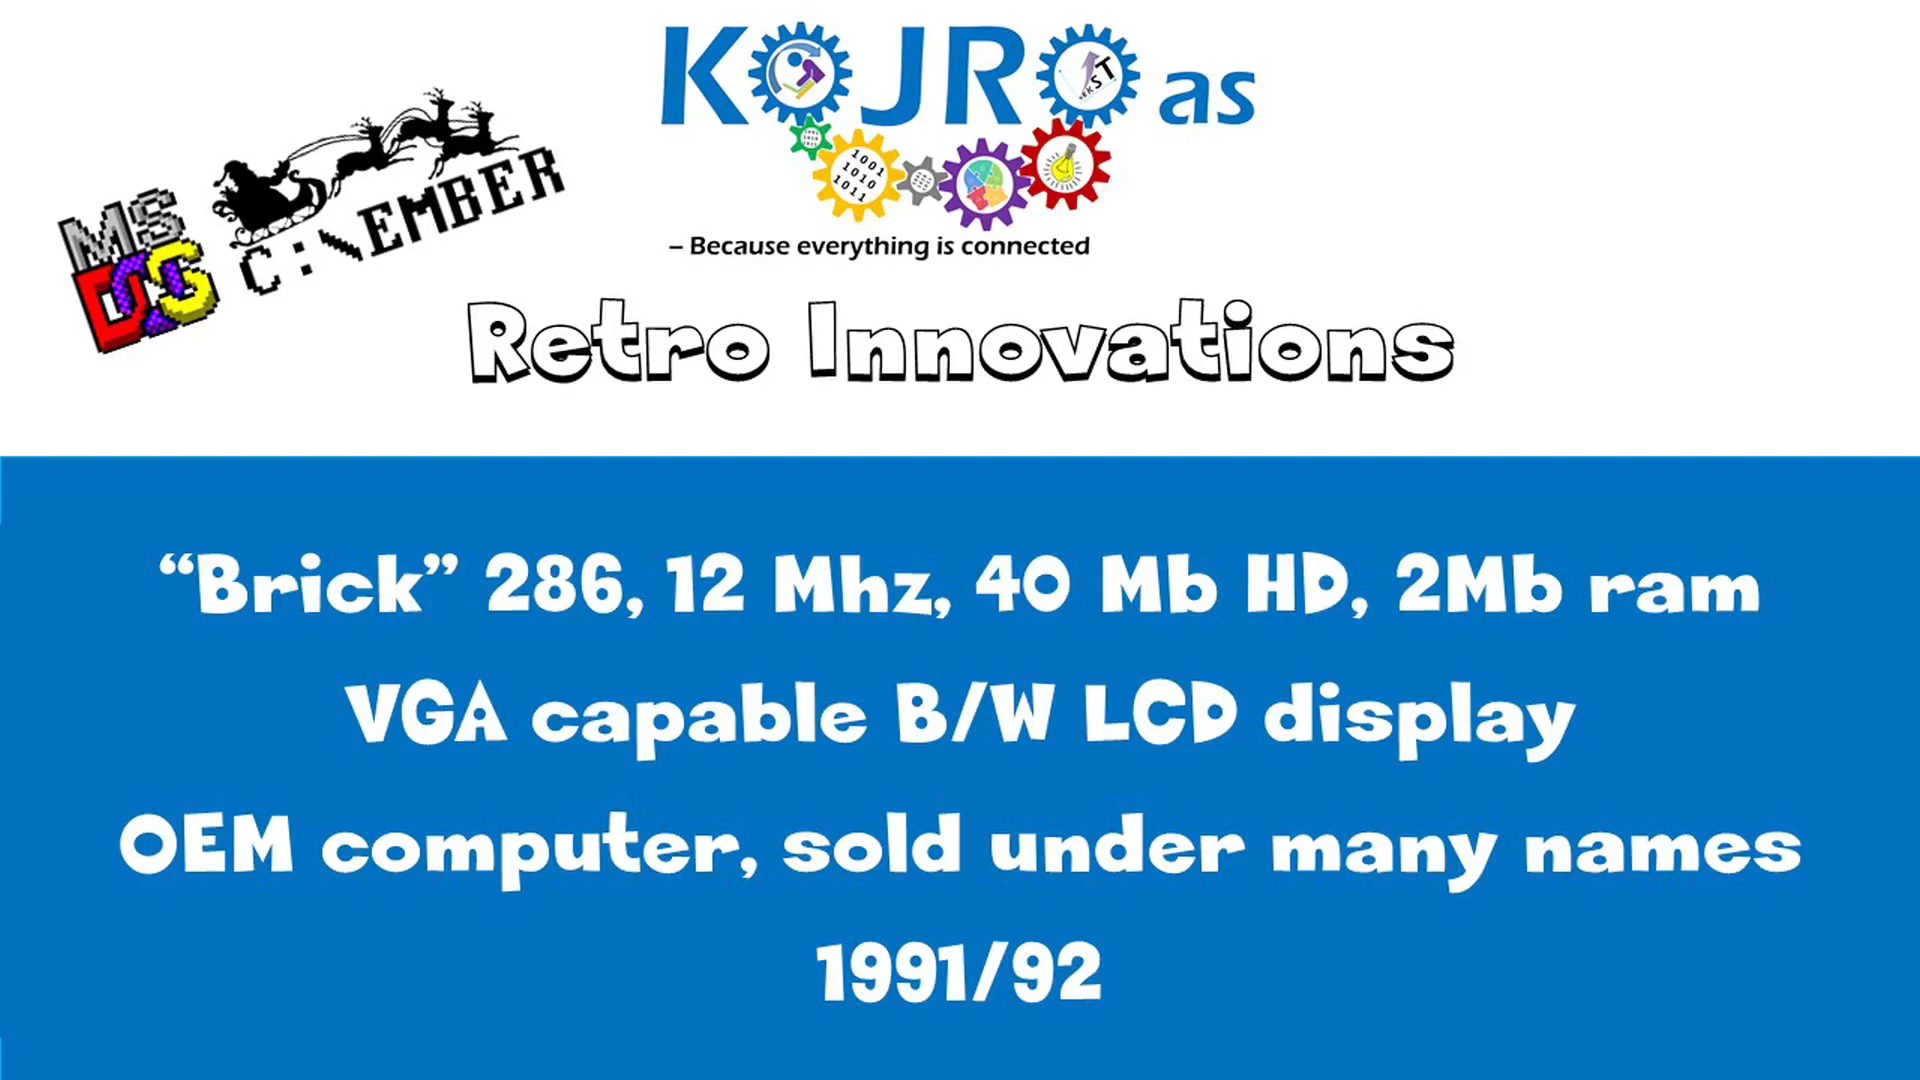 KOJRO as
MS DOS C:\EMBER
1001
1010
1011
– Because everything is connected
Retro Innovations
“Brick” 286, 12 Mhz, 40 Mb HD, 2Mb ram
VGA capable B/W LCD display
OEM computer, sold under many names
1991/92